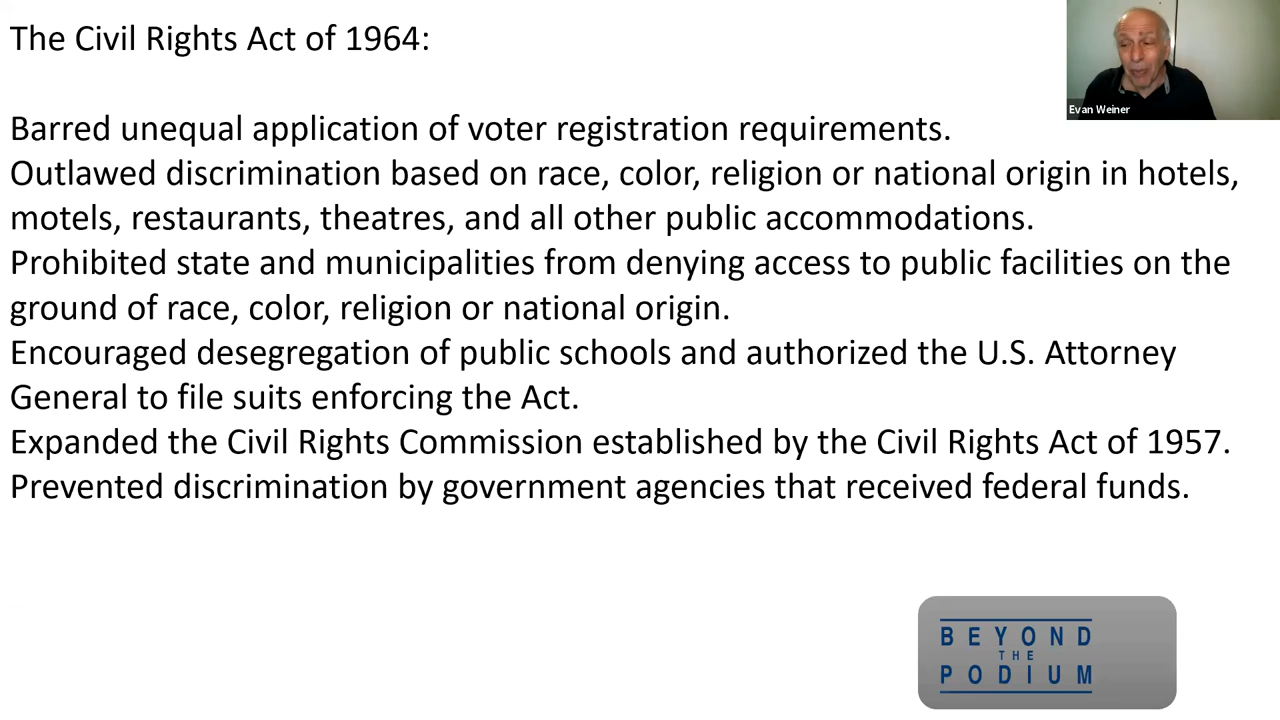 The Civil Rights Act of 1964:
Evan Weiner
Barred unequal application of voter registration requirements.
Outlawed discrimination based on race, color, religion or national origin in hotels,
motels, restaurants, theatres, and all other public accommodations.
Prohibited state and municipalities from denying access to public facilities on the
ground of race, color, religion or national origin.
Encouraged desegregation of public schools and authorized the U.S. Attorney
General to file suits enforcing the Act.
Expanded the Civil Rights Commission established by the Civil Rights Act of 1957.
Prevented discrimination by government agencies that received federal funds.
BEYOND
THE
PODIUM